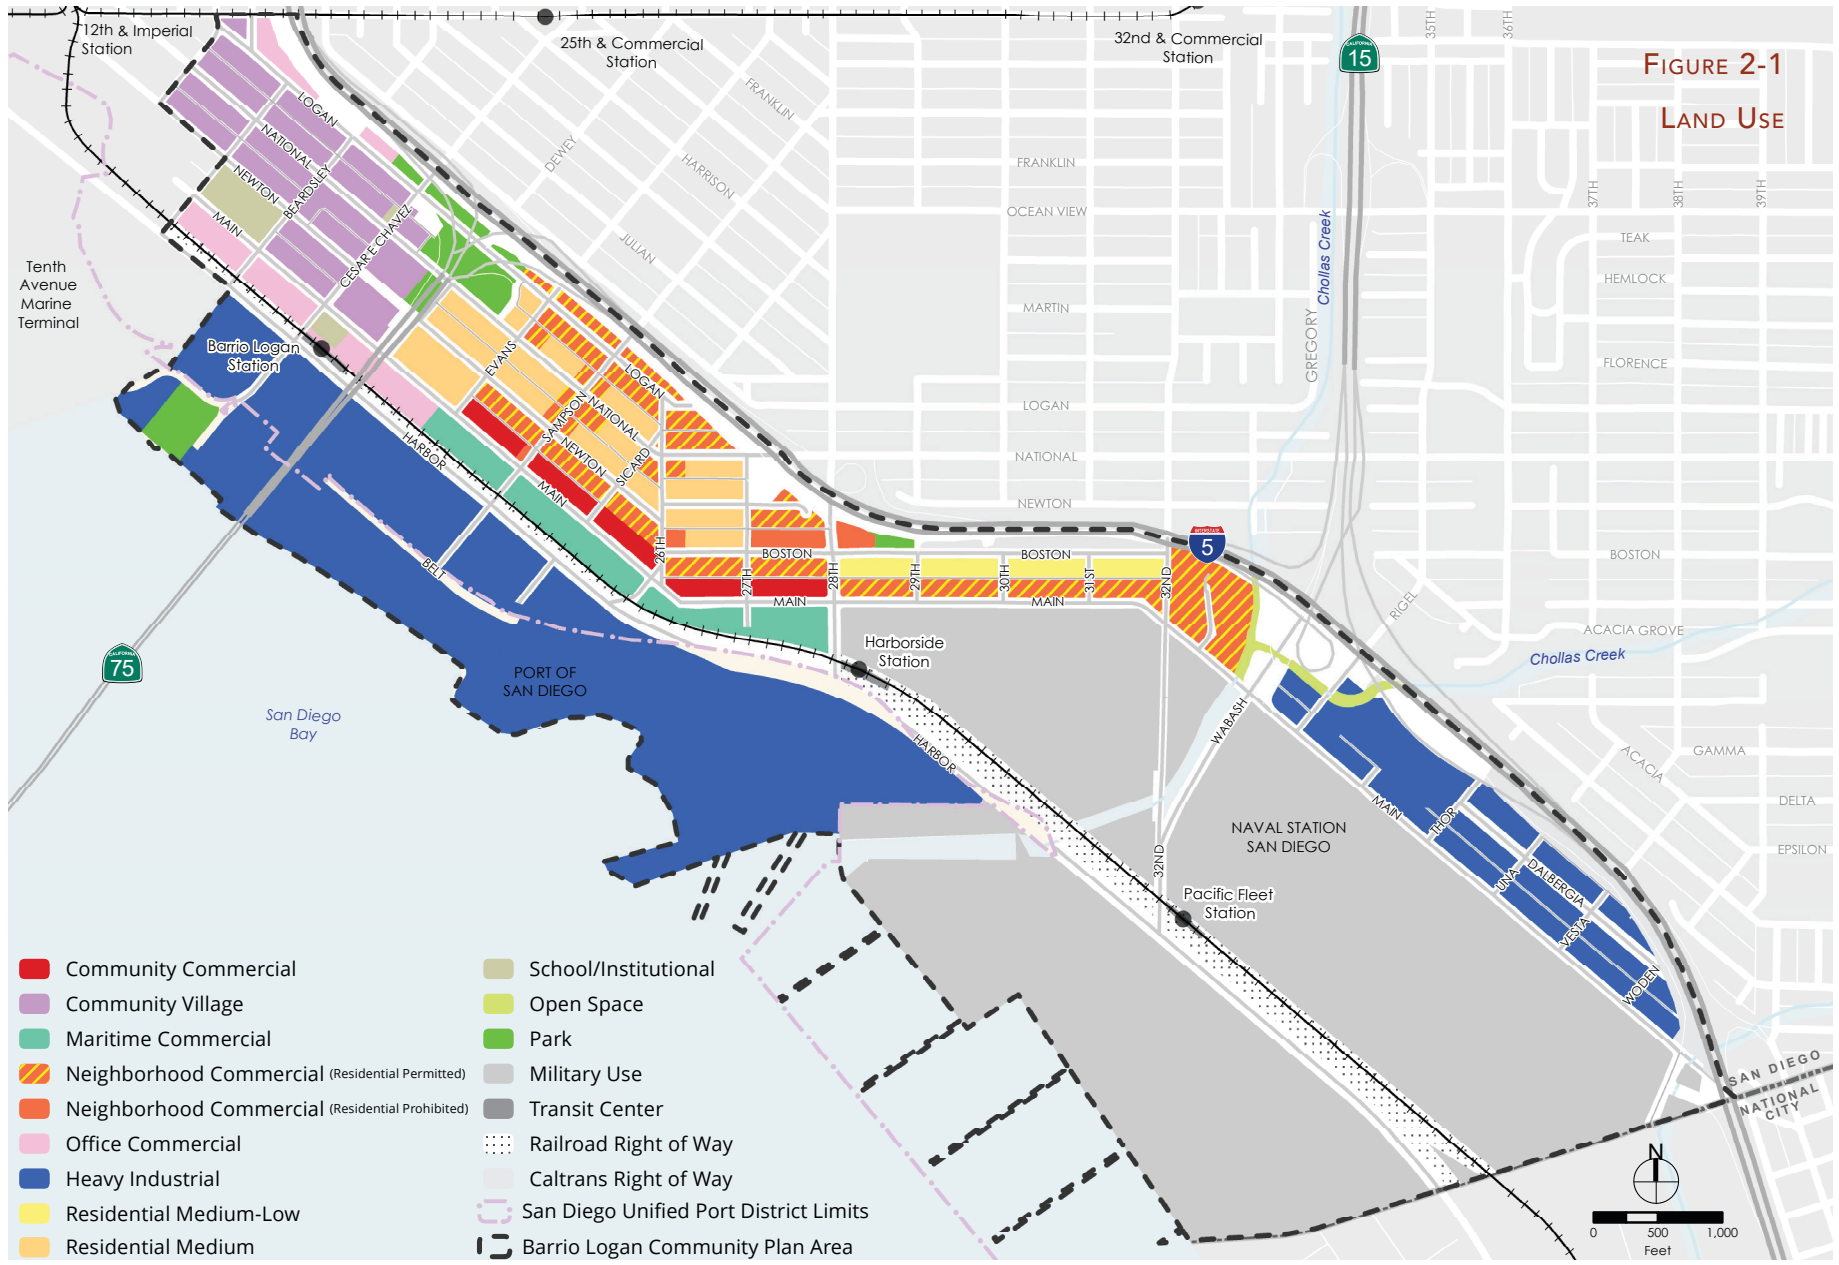 FIGURE 2-1
LAND USE
12th & Imperial
Station
25th & Commercial
Station
32nd & Commercial
Station
CALIFORNIA
15
35TH
36TH
FRANKLIN
DEWEY
HARRISON
JULIAN
FRANKLIN
OCEAN VIEW
MARTIN
LOGAN
NATIONAL
NEWTON
GREGORY
Chollas Creek
37TH
38TH
39TH
TEAK
HEMLOCK
FLORENCE
BOSTON
RIGEL
ACACIA GROVE
Chollas Creek
ACACIA
GAMMA
DELTA
EPSILON
LOGAN
NATIONAL
NEWTON
BEARDSLEY
MAIN
CESAR E CHAVEZ
Tenth
Avenue
Marine
Terminal
Barrio Logan
Station
EVANS
LOGAN
SAMPSON
NATIONAL
NEWTON
SICARD
HARBOR
MAIN
BELT
26TH
BOSTON
27TH
28TH
MAIN
29TH
30TH
BOSTON
31ST
32ND
MAIN
INTERSTATE
5
CALIFORNIA
75
PORT OF
SAN DIEGO
San Diego
Bay
Harborside
Station
HARBOR
WABASH
32ND
NAVAL STATION
SAN DIEGO
Pacific Fleet
Station
MAIN
THOR
UNA
DALBERGIA
VESTA
WODEN
SAN DIEGO
NATIONAL
CITY
Community Commercial
Community Village
Maritime Commercial
Neighborhood Commercial (Residential Permitted)
Neighborhood Commercial (Residential Prohibited)
Office Commercial
Heavy Industrial
Residential Medium-Low
Residential Medium
School/Institutional
Open Space
Park
Military Use
Transit Center
Railroad Right of Way
Caltrans Right of Way
San Diego Unified Port District Limits
Barrio Logan Community Plan Area
N
0 500 1,000
Feet